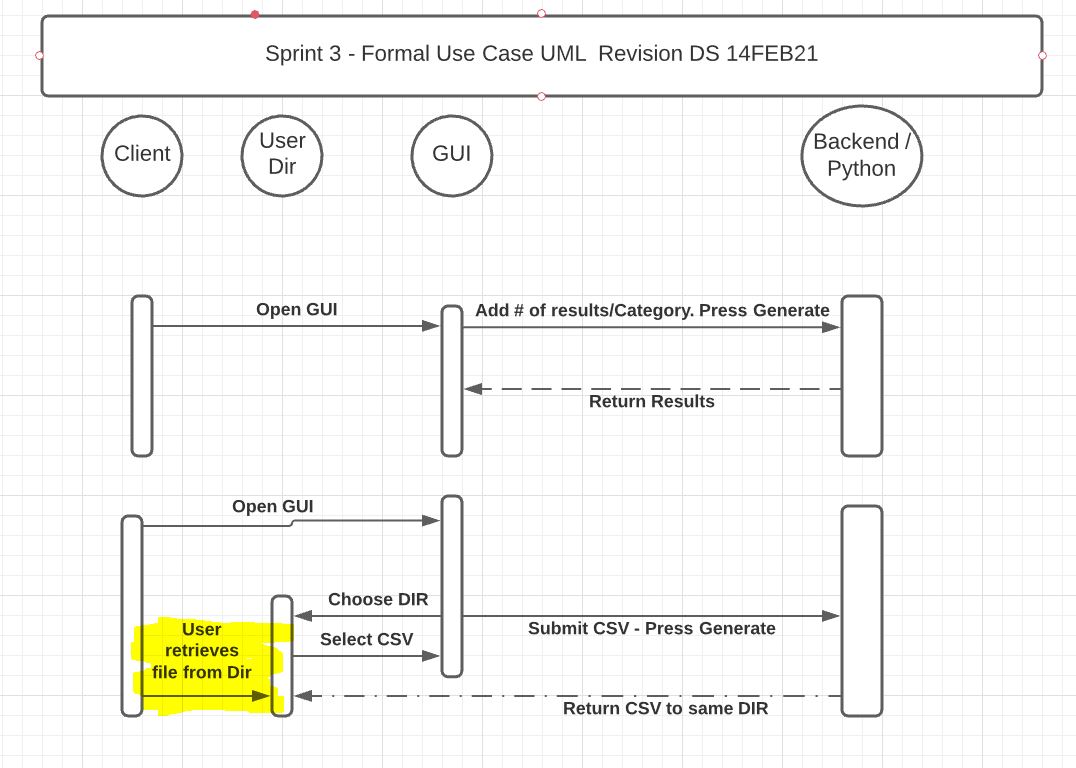 Sprint 3 - Formal Use Case UML  Revision DS 14FEB21
Client
User
Dir
GUI
Backend /
Python
Open GUI
Add # of results/Category. Press Generate
Return Results
Open GUI
Choose DIR
Submit CSV - Press Generate
User
retrieves
file from Dir
Select CSV
Return CSV to same DIR